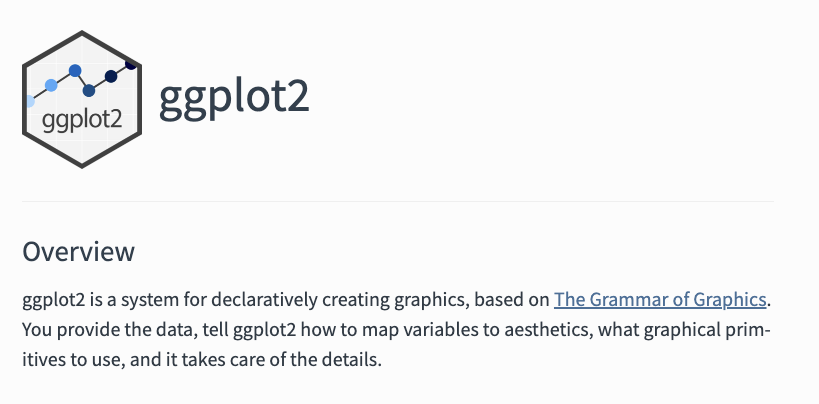 ggplot2
ggplot2
Overview
ggplot2 is a system for declaratively creating graphics, based on The Grammar of Graphics.
You provide the data, tell ggplot2 how to map variables to aesthetics, what graphical prim-
itives to use, and it takes care of the details.